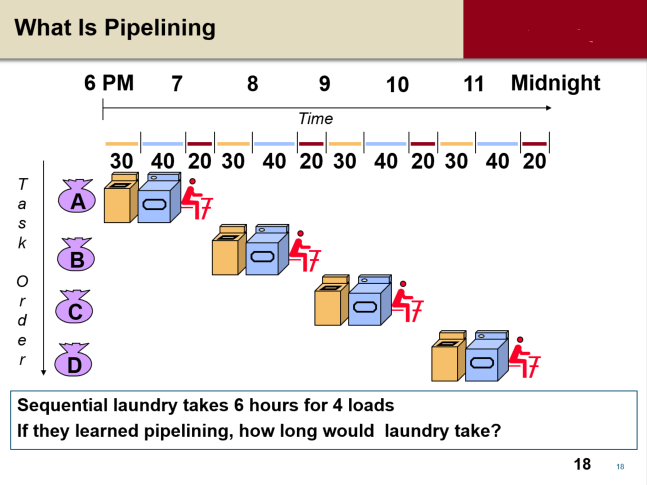 What Is Pipelining
6 PM 7 8 9 10 11 Midnight
Time
30 40 20 30 40 20 30 40 20 30 40 20
Task Order
A
B
C
D
Sequential laundry takes 6 hours for 4 loads
If they learned pipelining, how long would laundry take?
18 18